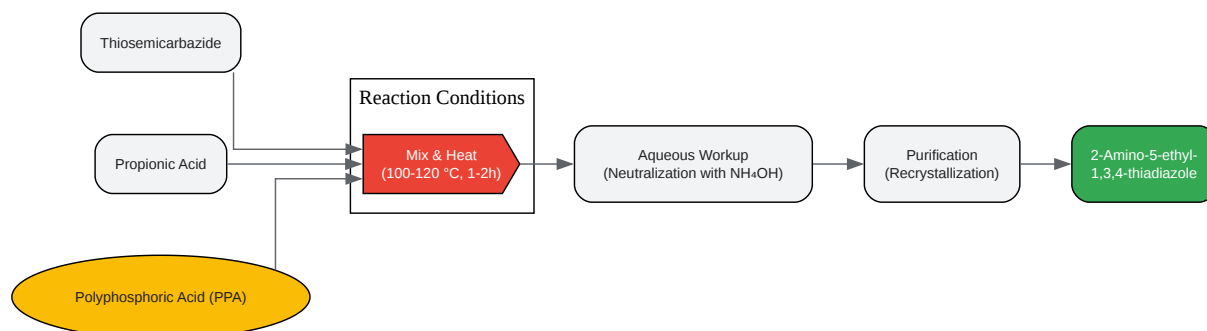 Thiosemicarbazide
Reaction Conditions
Propionic Acid
Mix & Heat
(100-120 °C, 1-2h)
Aqueous Workup
(Neutralization with NH₄OH)
Purification
(Recrystallization)
2-Amino-5-ethyl-
1,3,4-thiadiazole
Polyphosphoric Acid (PPA)